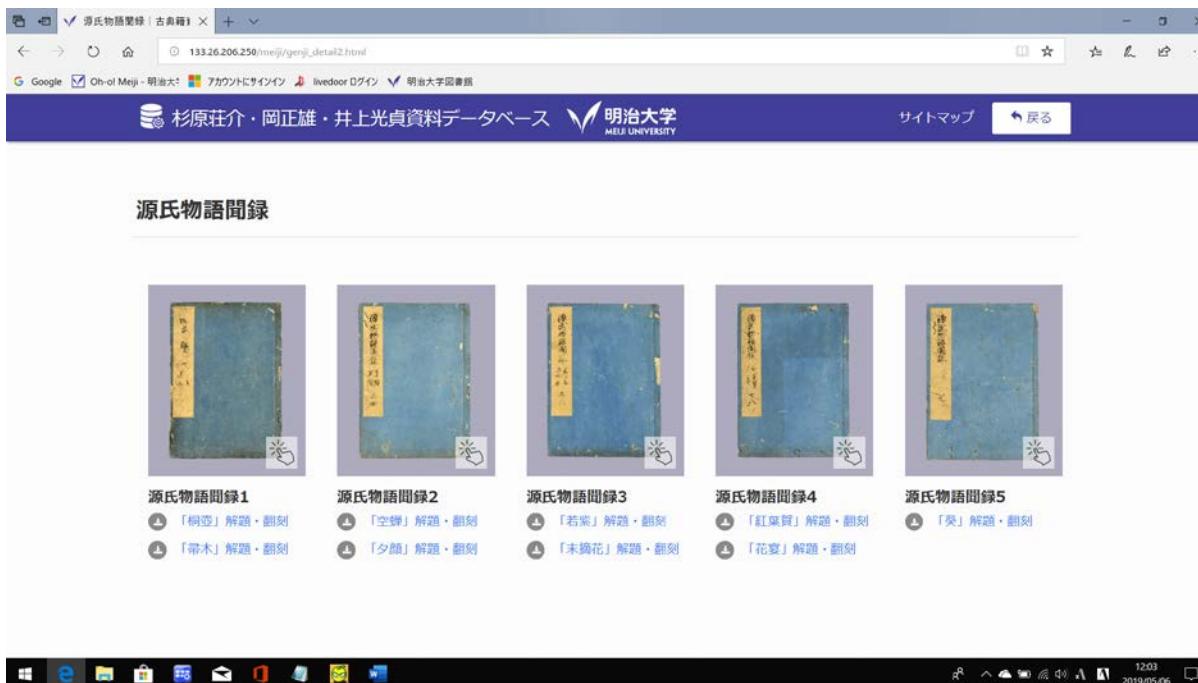 源氏物語聞録 | 古典籍
133.26.206.250/meiji/genji_detail2.html
Google
Oh-o! Meiji - 明治大
アカウントにサインイン
livedoor ログイン
明治大学図書館
杉原荘介・岡正雄・井上光貞資料データベース
明治大学
MEIJI UNIVERSITY
サイトマップ
戻る
源氏物語聞録
源氏物語聞録1
「桐壺」解題・翻刻
「帚木」解題・翻刻
源氏物語聞録2
「空蝉」解題・翻刻
「夕顔」解題・翻刻
源氏物語聞録3
「若紫」解題・翻刻
「末摘花」解題・翻刻
源氏物語聞録4
「紅葉賀」解題・翻刻
「花宴」解題・翻刻
源氏物語聞録5
「葵」解題・翻刻
12:03
2019/05/06